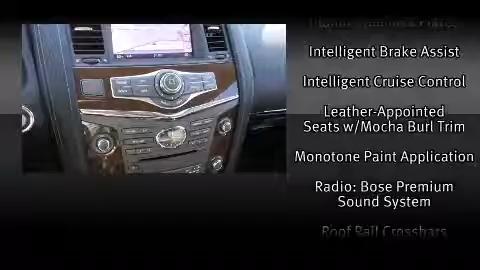 Intelligent Brake Assist
Intelligent Cruise Control
Leather-Appointed
Seats w/Mocha Burl Trim
Monotone Paint Application
Radio: Bose Premium
Sound System
Roof Rail Crossbars